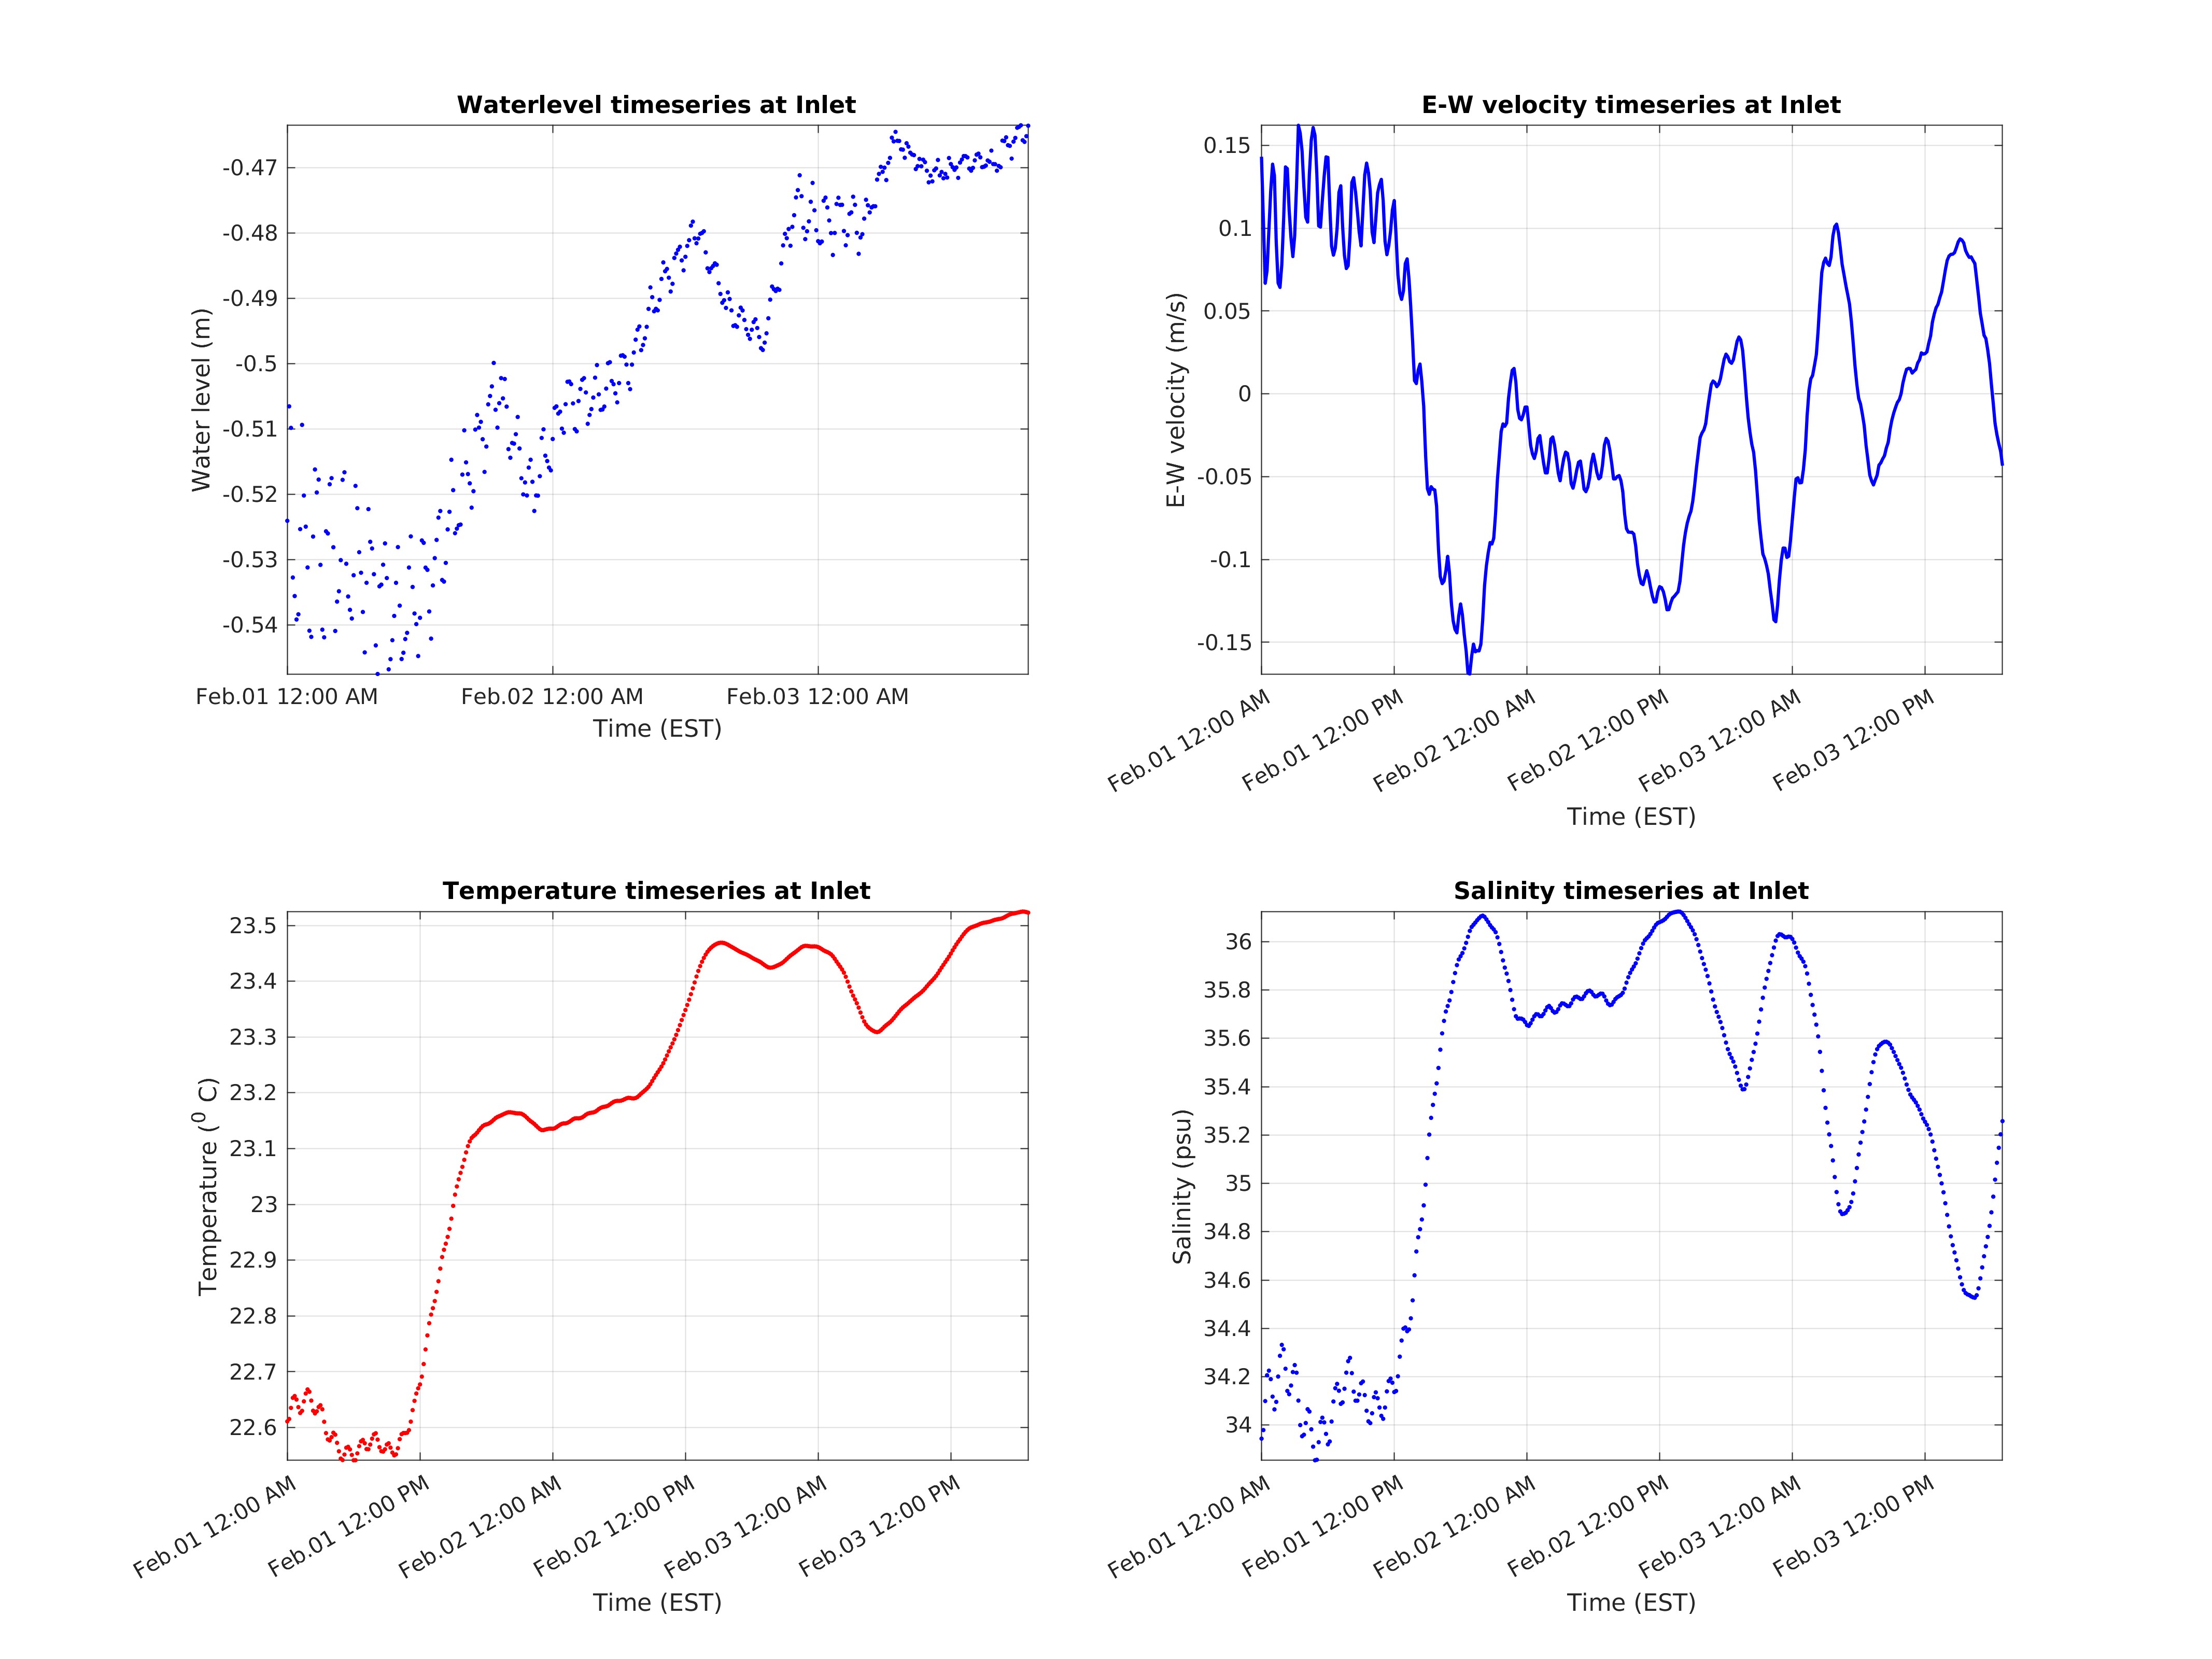 Waterlevel timeseries at Inlet
Water level (m)
-0.47
-0.48
-0.49
-0.5
-0.51
-0.52
-0.53
-0.54
Feb.01 12:00 AM
Feb.02 12:00 AM
Feb.03 12:00 AM
Time (EST)
E-W velocity timeseries at Inlet
E-W velocity (m/s)
0.15
0.1
0.05
0
-0.05
-0.1
-0.15
Feb.01 12:00 AM
Feb.01 12:00 PM
Feb.02 12:00 AM
Feb.02 12:00 PM
Feb.03 12:00 AM
Feb.03 12:00 PM
Time (EST)
Temperature timeseries at Inlet
Temperature (⁰ C)
23.5
23.4
23.3
23.2
23.1
23
22.9
22.8
22.7
22.6
Feb.01 12:00 AM
Feb.01 12:00 PM
Feb.02 12:00 AM
Feb.02 12:00 PM
Feb.03 12:00 AM
Feb.03 12:00 PM
Time (EST)
Salinity timeseries at Inlet
Salinity (psu)
36
35.8
35.6
35.4
35.2
35
34.8
34.6
34.4
34.2
34
Feb.01 12:00 AM
Feb.01 12:00 PM
Feb.02 12:00 AM
Feb.02 12:00 PM
Feb.03 12:00 AM
Feb.03 12:00 PM
Time (EST)